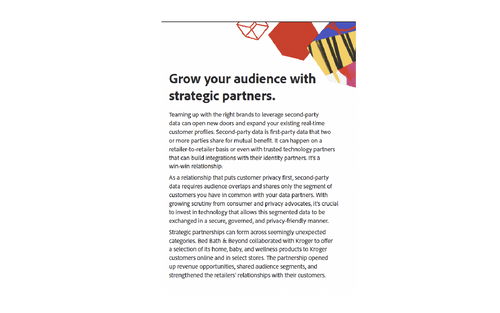 Grow your audience with
strategic partners.
Teaming up with the right brands to leverage second-party
data can open new doors and expand your existing real-time
customer profiles. Second-party data is first-party data that two
or more parties share for mutual benefit. It can happen on a
retailer-to-retailer basis or even with trusted technology partners
that can build integrations with their identity partners. It's a
win-win relationship.
As a relationship that puts customer privacy first, second-party
data requires audience overlaps and shares only the segment of
customers you have in common with your data partners. With
growing scrutiny from consumer and privacy advocates, it's crucial
to invest in technology that allows this segmented data to be
exchanged in a secure, governed, and privacy-friendly manner.
Strategic partnerships can form across seemingly unexpected
categories. Bed Bath & Beyond collaborated with Kroger to offer
a selection of its home, baby, and wellness products to Kroger
customers online and in select stores. The partnership opened
up revenue opportunities, shared audience segments, and
strengthened the retailers' relationships with their customers.